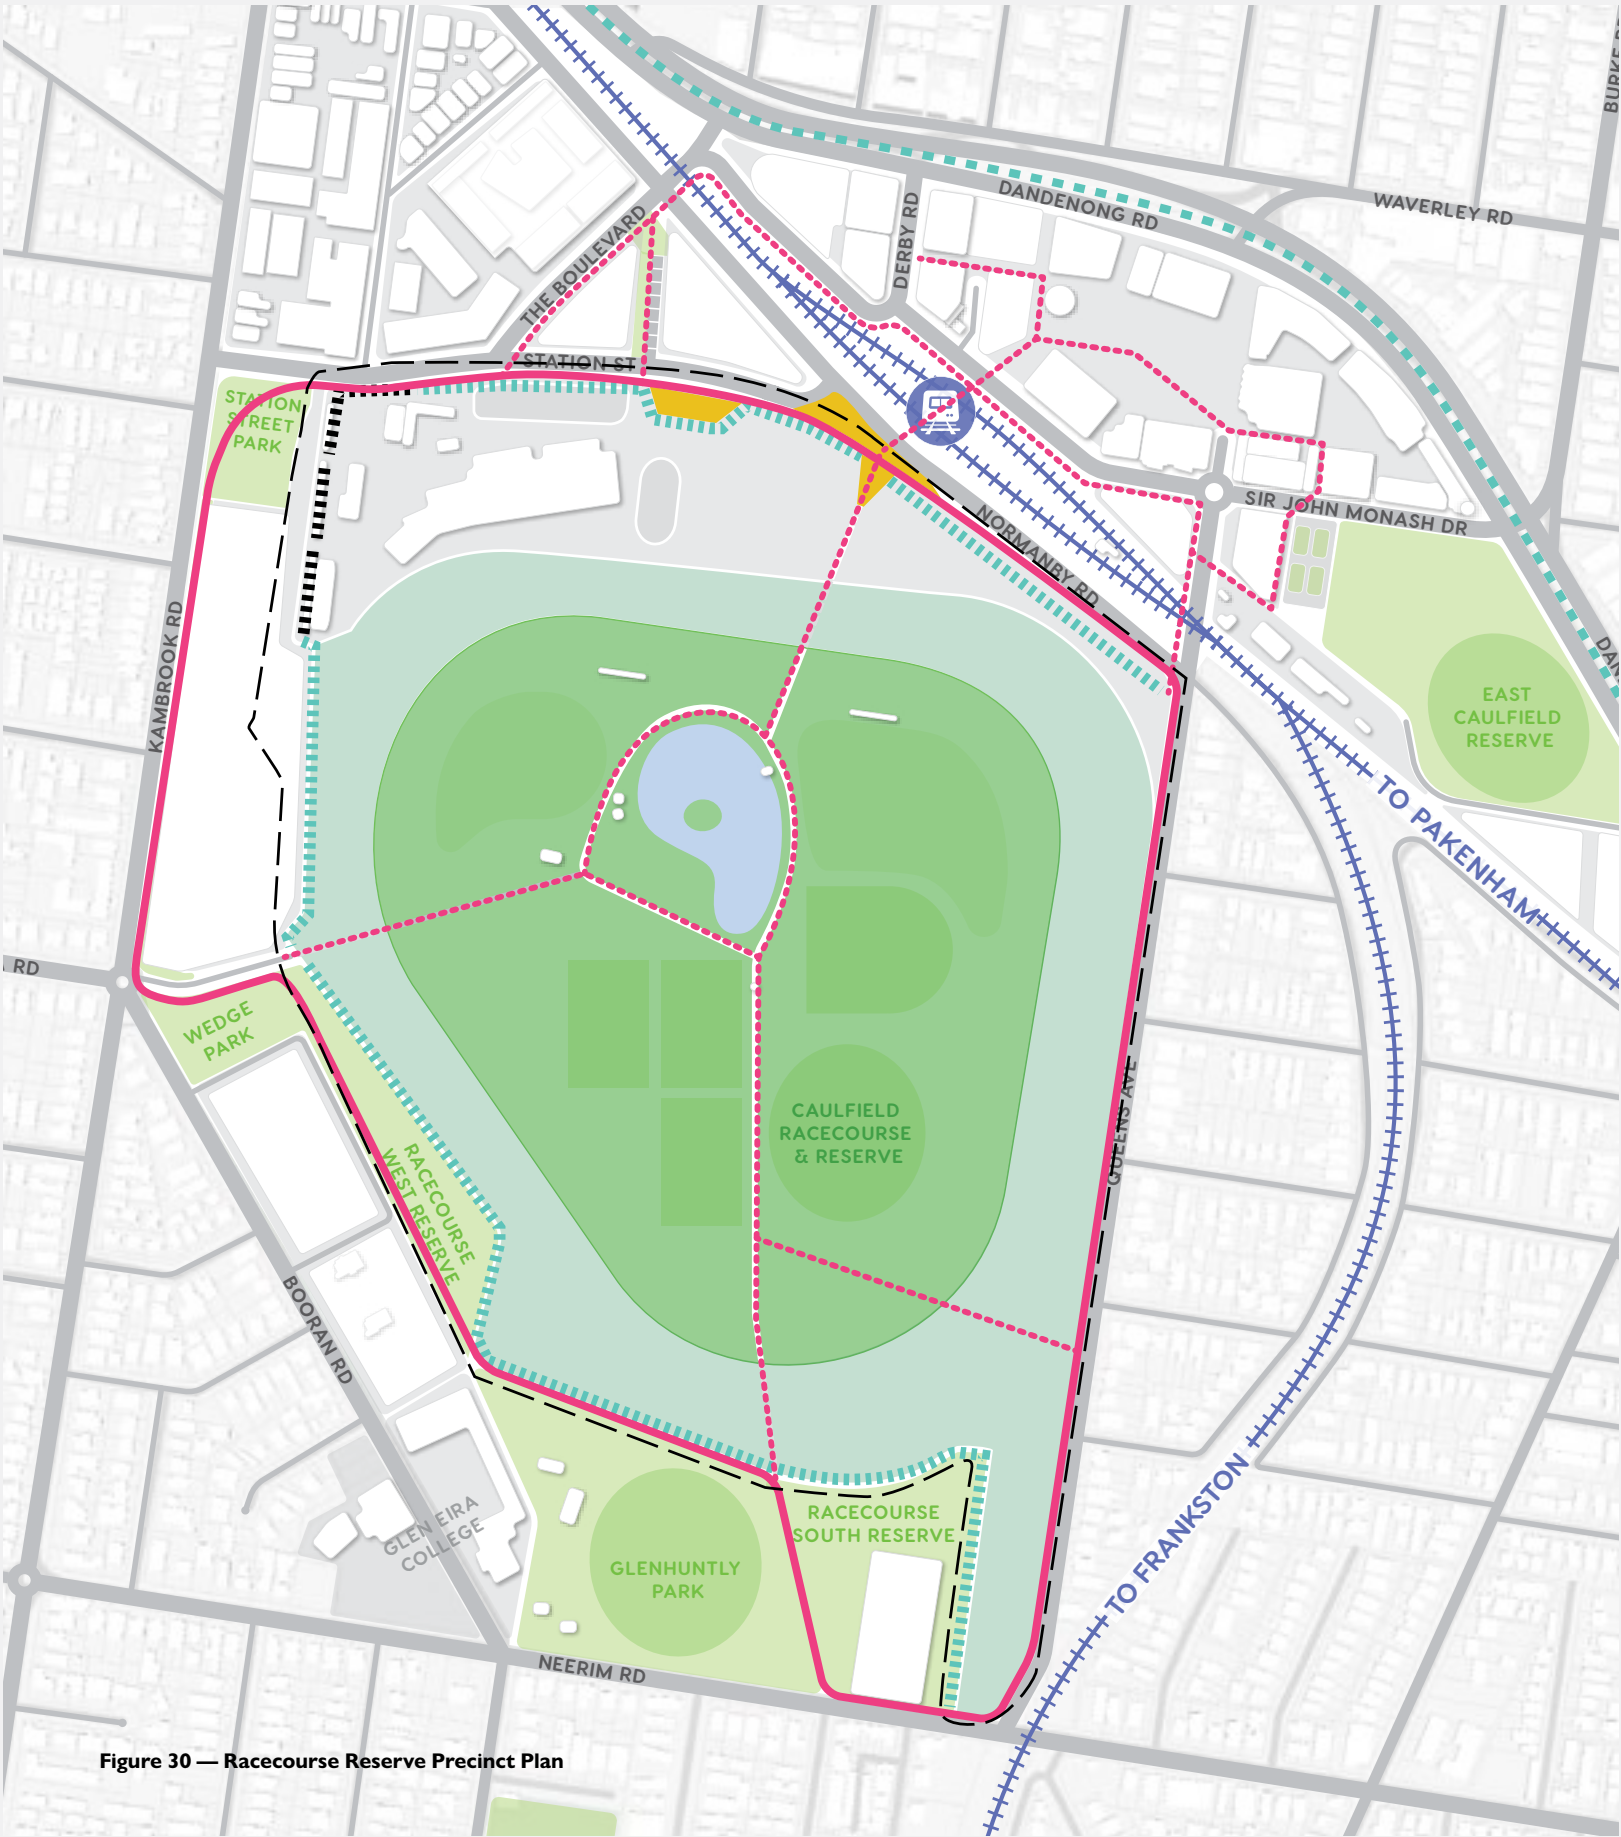 WAVERLEY RD
DANDENONG RD
DERBY RD
THE BOULEVARD
STATION ST
STATION
STREET
PARK
SIR JOHN MONASH DR
NORMANBY RD
KAMBROOK RD
EAST
CAULFIELD
RESERVE
TO PAKENHAM
RD
WEDGE
PARK
CAULFIELD
RACECOURSE
& RESERVE
QUEENS AVE
RACECOURSE
WEST RESERVE
BOORAN RD
GLEN EIRA
COLLEGE
RACECOURSE
SOUTH RESERVE
GLENHUNTLY
PARK
TO FRANKSTON
NEERIM RD
Figure 30 — Racecourse Reserve Precinct Plan